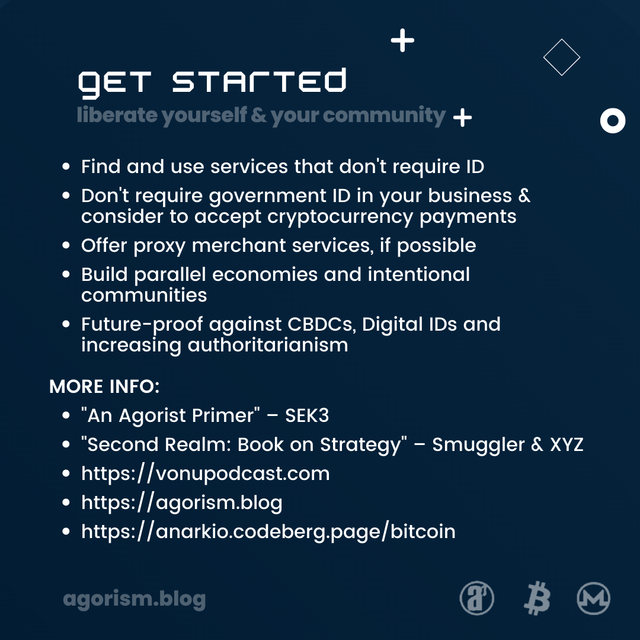 GET STARTED
liberate yourself & your community
• Find and use services that don't require ID
• Don't require government ID in your business &
consider to accept cryptocurrency payments
• Offer proxy merchant services, if possible
• Build parallel economies and intentional
communities
• Future-proof against CBDCs, Digital IDs and
increasing authoritarianism
MORE INFO:
• "An Agorist Primer" – SEK3
• "Second Realm: Book on Strategy" – Smuggler & XYZ
• https://vonupodcast.com
• https://agorism.blog
• https://anarkio.codeberg.page/bitcoin
agorism.blog